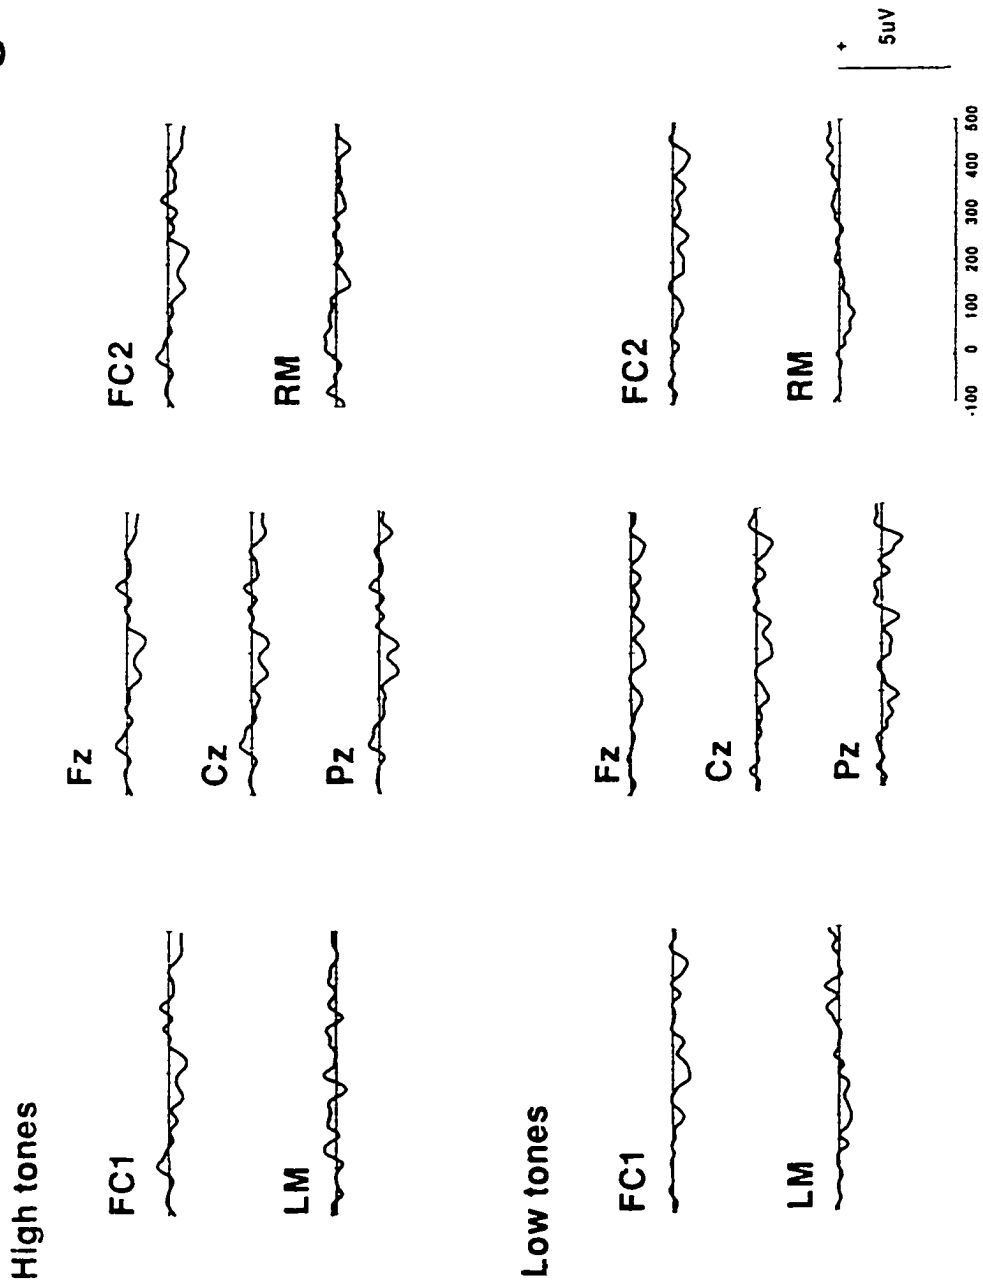 High tones
FC1
Fz
FC2
Cz
LM
Pz
RM
Low tones
FC1
Fz
FC2
Cz
LM
Pz
RM
+
5uV
-100 0 100 200 300 400 500